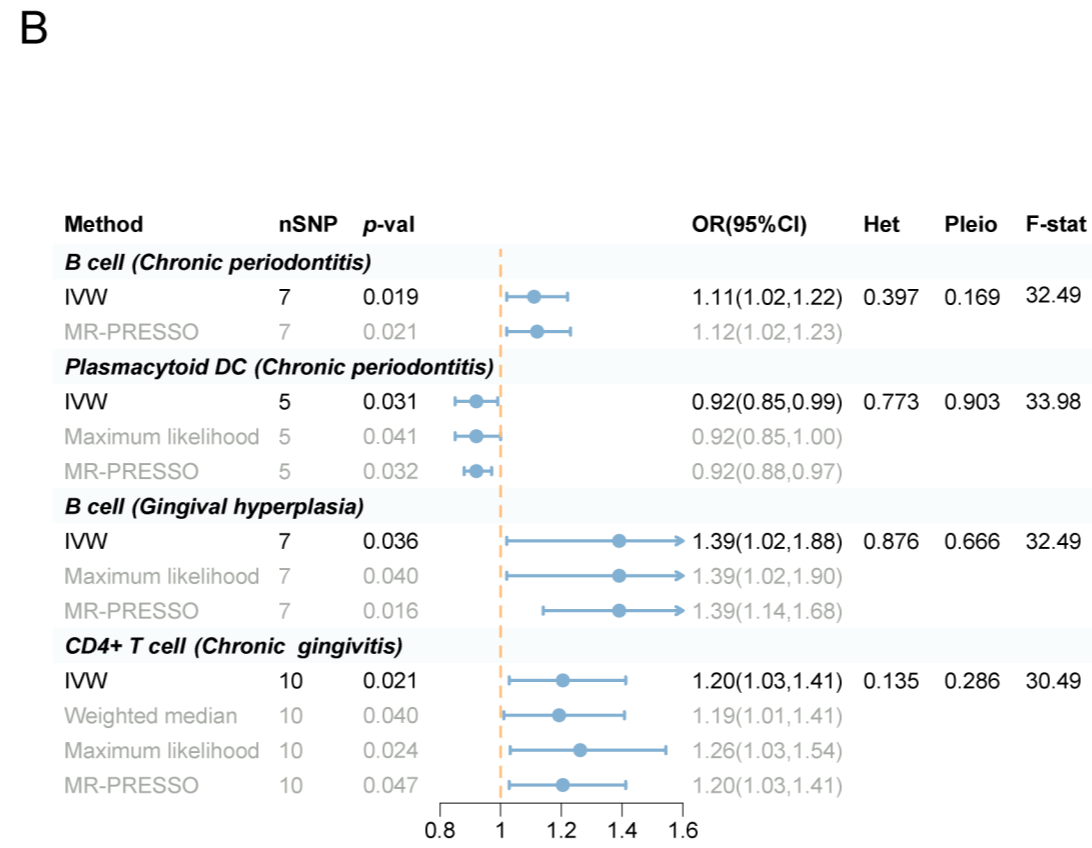 B
Method nSNP p-val OR(95%CI) Het Pleio F-stat
B cell (Chronic periodontitis)
IVW 7 0.019 1.11(1.02,1.22) 0.397 0.169 32.49
MR-PRESSO 7 0.021 1.12(1.02,1.23)
Plasmacytoid DC (Chronic periodontitis)
IVW 5 0.031 0.92(0.85,0.99) 0.773 0.903 33.98
Maximum likelihood 5 0.041 0.92(0.85,1.00)
MR-PRESSO 5 0.032 0.92(0.88,0.97)
B cell (Gingival hyperplasia)
IVW 7 0.036 1.39(1.02,1.88) 0.876 0.666 32.49
Maximum likelihood 7 0.040 1.39(1.02,1.90)
MR-PRESSO 7 0.016 1.39(1.14,1.68)
CD4+ T cell (Chronic gingivitis)
IVW 10 0.021 1.20(1.03,1.41) 0.135 0.286 30.49
Weighted median 10 0.040 1.19(1.01,1.41)
Maximum likelihood 10 0.024 1.26(1.03,1.54)
MR-PRESSO 10 0.047 1.20(1.03,1.41)
0.8 1 1.2 1.4 1.6